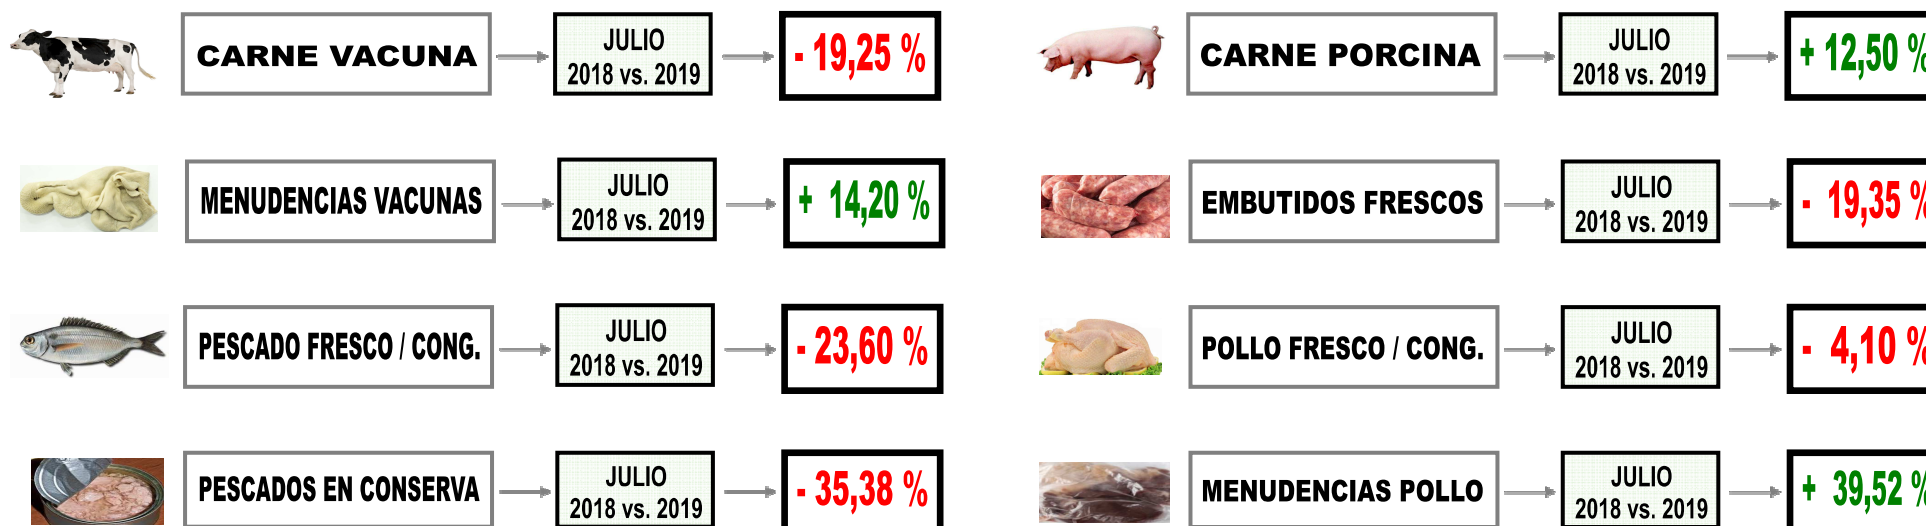 CARNE VACUNA
JULIO
2018 vs. 2019
- 19,25 %
CARNE PORCINA
JULIO
2018 vs. 2019
+ 12,50 %
MENUDENCIAS VACUNAS
JULIO
2018 vs. 2019
+ 14,20 %
EMBUTIDOS FRESCOS
JULIO
2018 vs. 2019
- 19,35 %
PESCADO FRESCO / CONG.
JULIO
2018 vs. 2019
- 23,60 %
POLLO FRESCO / CONG.
JULIO
2018 vs. 2019
- 4,10 %
PESCADOS EN CONSERVA
JULIO
2018 vs. 2019
- 35,38 %
MENUDENCIAS POLLO
JULIO
2018 vs. 2019
+ 39,52 %